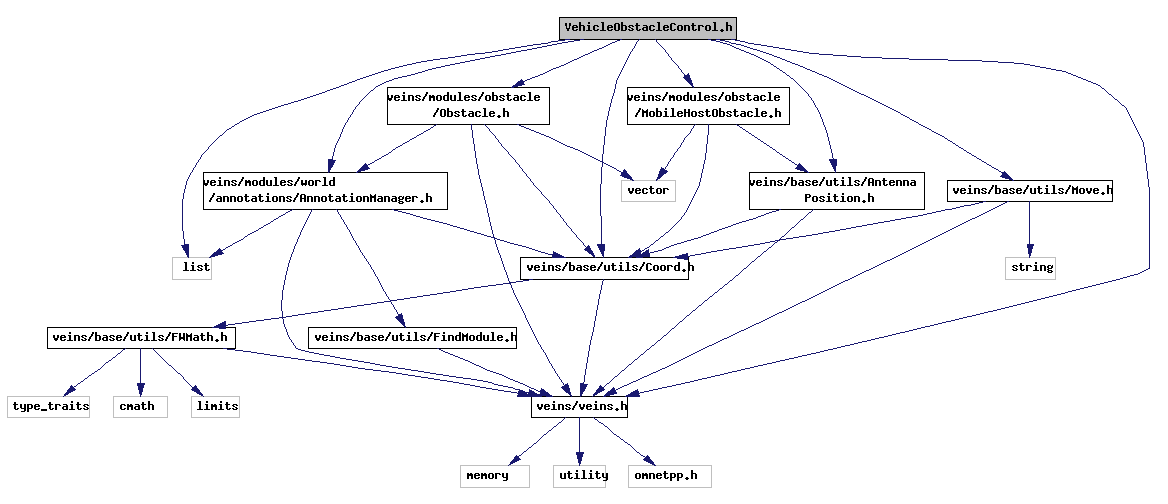 VehicleObstacleControl.h
veins/modules/obstacle
/Obstacle.h
veins/modules/obstacle
/MobileHostObstacle.h
veins/modules/world
/annotations/AnnotationManager.h
vector
veins/base/utils/Antenna
Position.h
veins/base/utils/Move.h
list
veins/base/utils/Coord.h
string
veins/base/utils/FWMath.h
veins/base/utils/FindModule.h
type_traits
cmath
limits
veins/veins.h
memory
utility
omnetpp.h